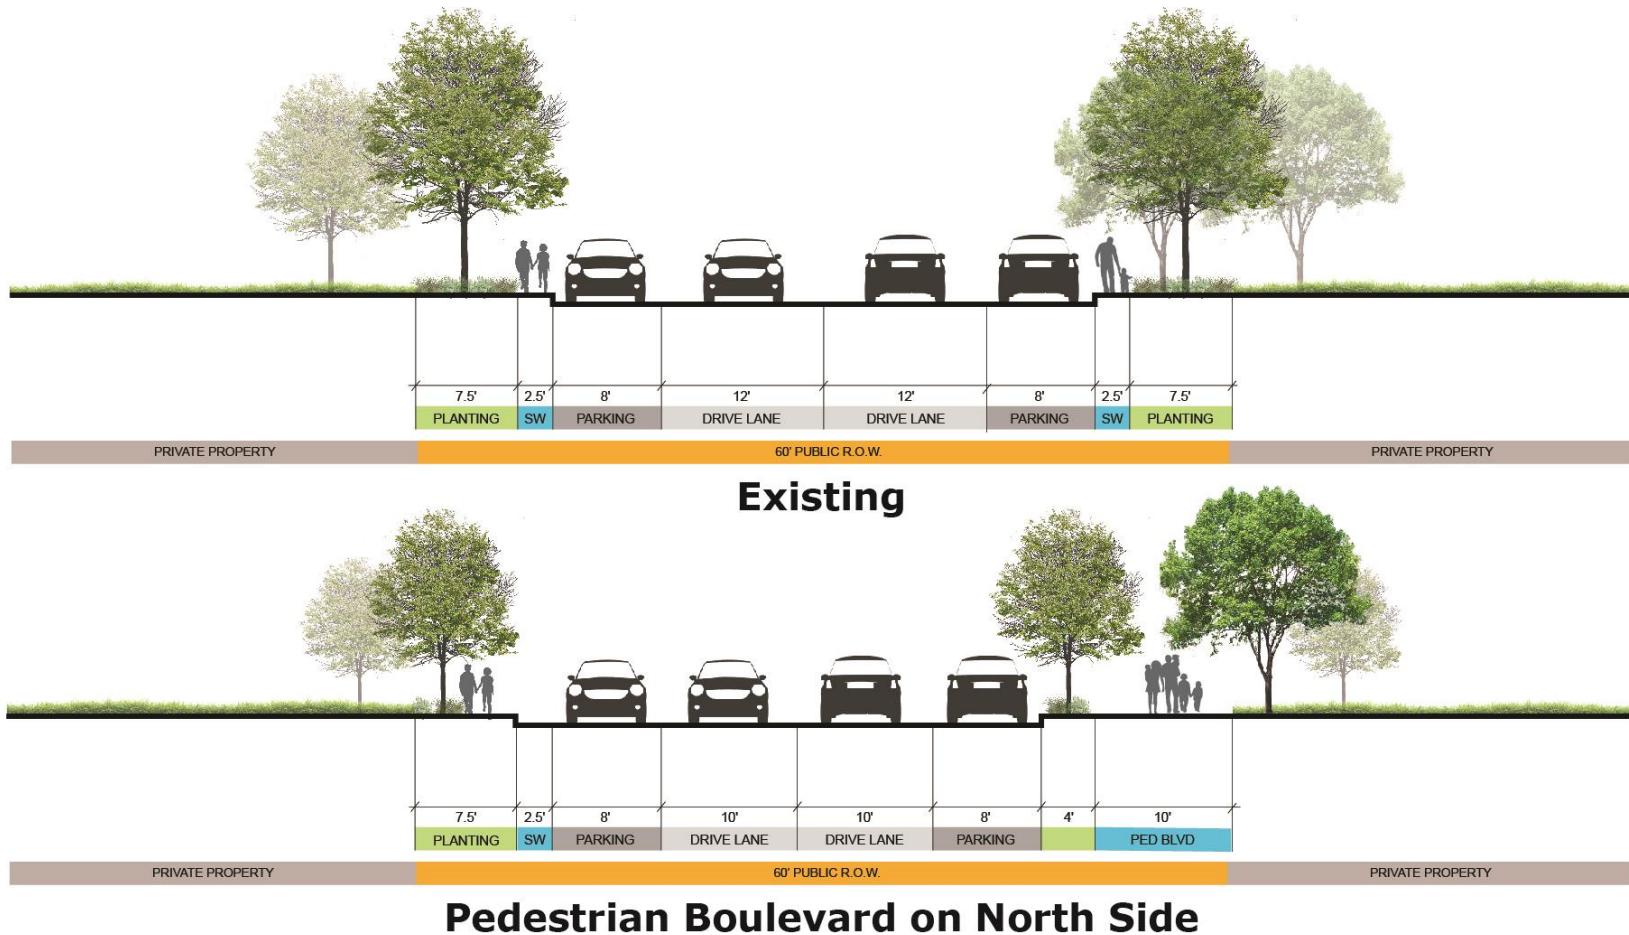 7.5' 2.5' 8' 12' 12' 8' 2.5' 7.5'
PLANTING SW PARKING DRIVE LANE DRIVE LANE PARKING SW PLANTING
PRIVATE PROPERTY 60' PUBLIC R.O.W. PRIVATE PROPERTY
Existing
7.5' 2.5' 8' 10' 10' 8' 4' 10'
PLANTING SW PARKING DRIVE LANE DRIVE LANE PARKING PED BLVD
PRIVATE PROPERTY 60' PUBLIC R.O.W. PRIVATE PROPERTY
Pedestrian Boulevard on North Side